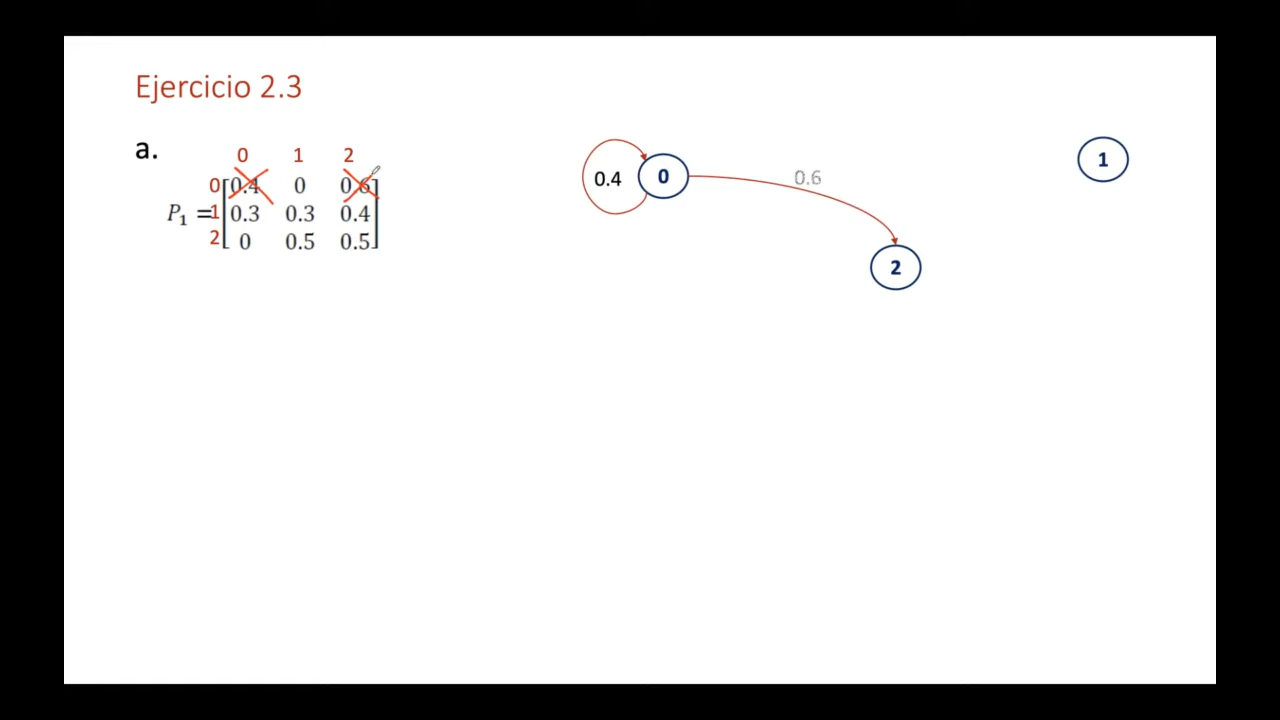 Ejercicio 2.3
a.
0 1 2
0 0.4 0 0.6
P₁ = 1 0.3 0.3 0.4
2 0 0.5 0.5
0.4 0 0.6 1
2